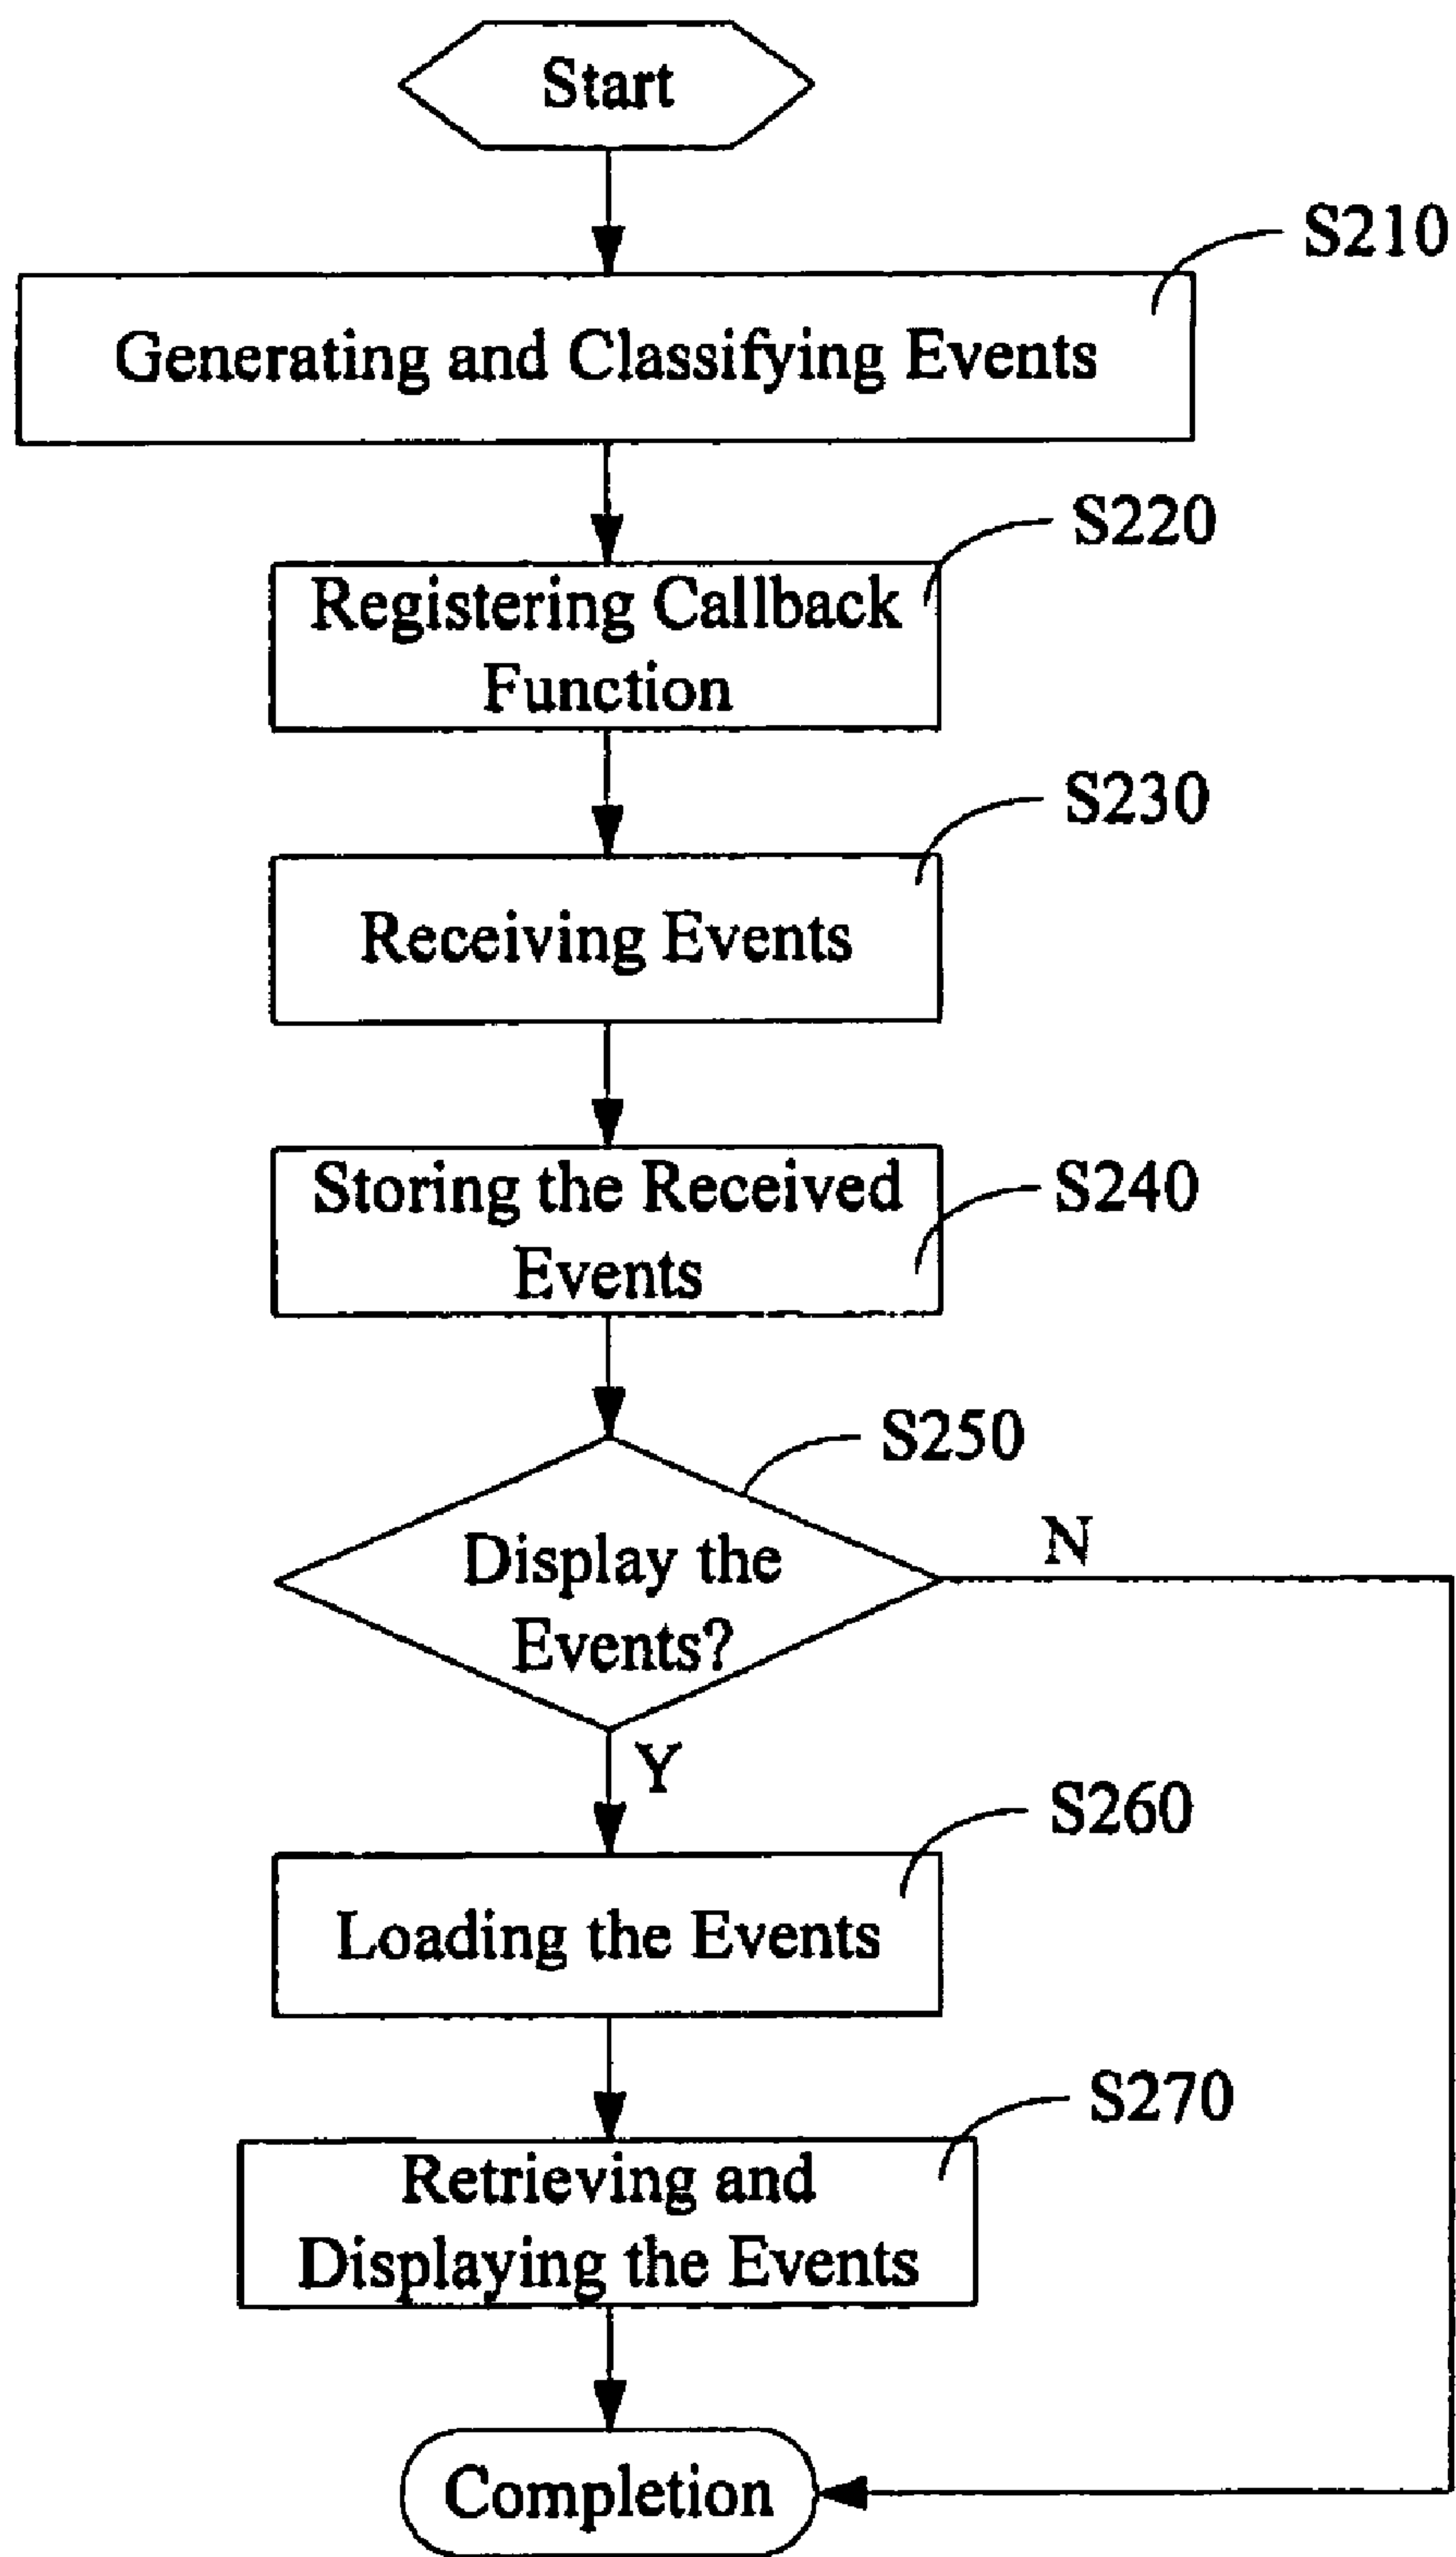 Start
S210
Generating and Classifying Events
S220
Registering Callback
Function
S230
Receiving Events
S240
Storing the Received
Events
S250
Display the
Events?
N
Y
S260
Loading the Events
S270
Retrieving and
Displaying the Events
Completion